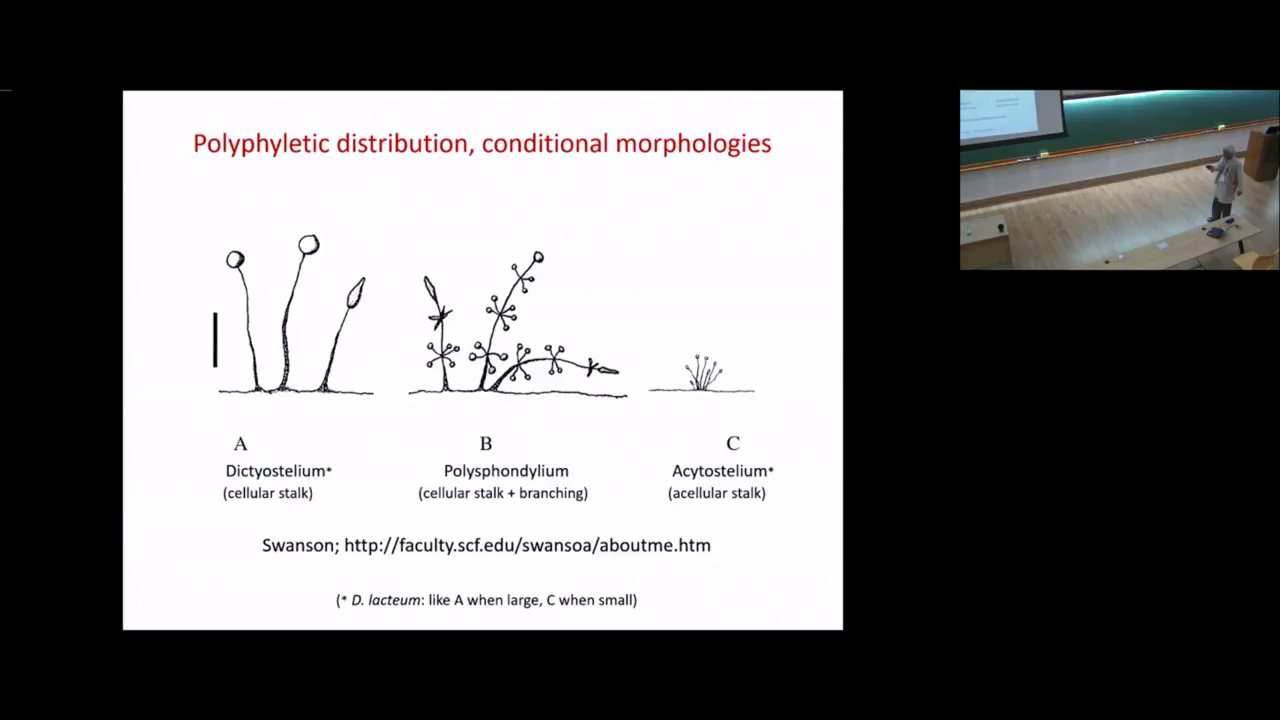 Polyphyletic distribution, conditional morphologies
A B C
Dictyostelium* Polysphondylium Acytostelium*
(cellular stalk) (cellular stalk + branching) (acellular stalk)
Swanson; http://faculty.scf.edu/swansoa/aboutme.htm
(* D. lacteum: like A when large, C when small)